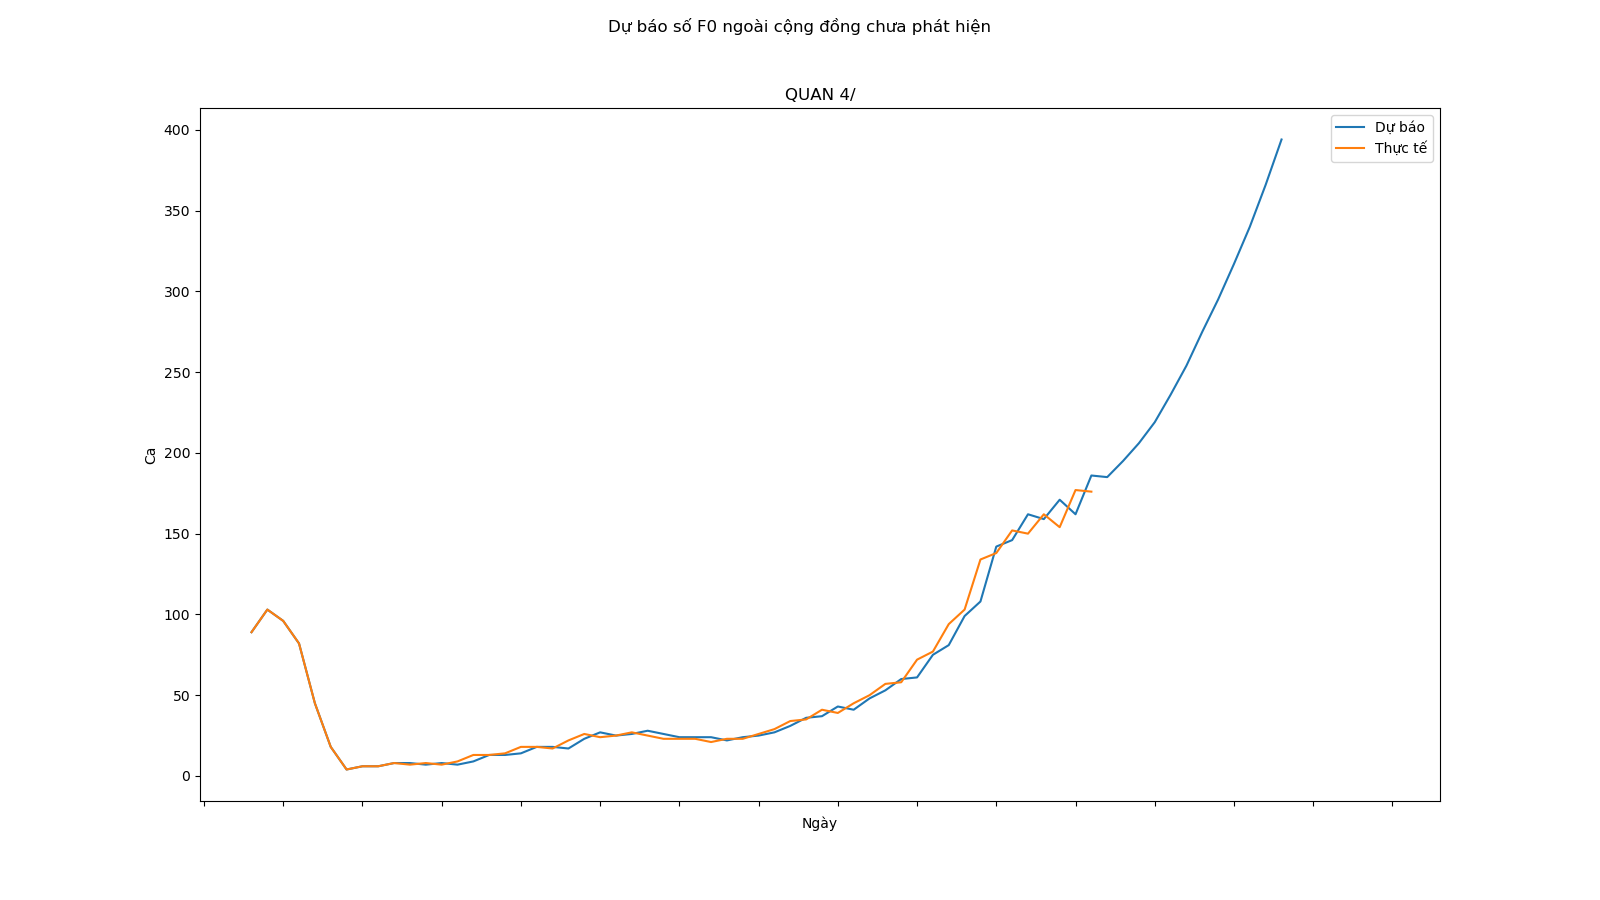 Dự báo số F0 ngoài cộng đồng chưa phát hiện
QUAN 4/
400
350
300
250
200
150
100
50
0
Ca
Ngày
Dự báo
Thực tế